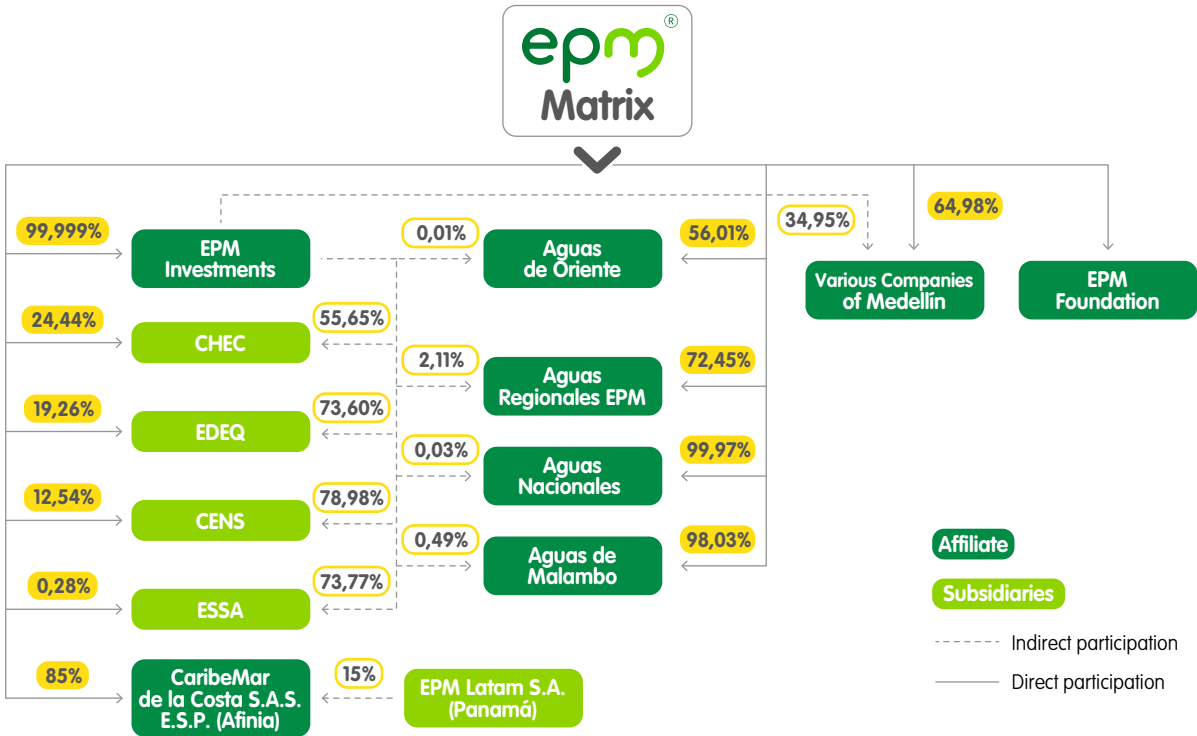 epm®
Matrix
99,999%
EPM
Investments
0,01%
Aguas
de Oriente
56,01%
34,95%
64,98%
Various Companies
of Medellín
EPM
Foundation
24,44%
CHEC
55,65%
2,11%
Aguas
Regionales EPM
72,45%
19,26%
EDEQ
73,60%
0,03%
Aguas
Nacionales
99,97%
12,54%
CENS
78,98%
0,49%
Aguas de
Malambo
98,03%
0,28%
ESSA
73,77%
85%
CaribeMar
de la Costa S.A.S.
E.S.P. (Afinia)
15%
EPM Latam S.A.
(Panamá)
Affiliate
Subsidiaries
Indirect participation
Direct participation